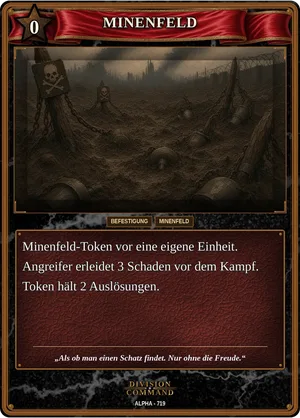 0
MINENFELD
BEFESTIGUNG MINENFELD
Minenfeld-Token vor eine eigene Einheit.
Angreifer erleidet 3 Schaden vor dem Kampf.
Token hält 2 Auslösungen.
„Als ob man einen Schatz findet. Nur ohne die Freude.“
DIVISION
COMMAND
ALPHA - 719